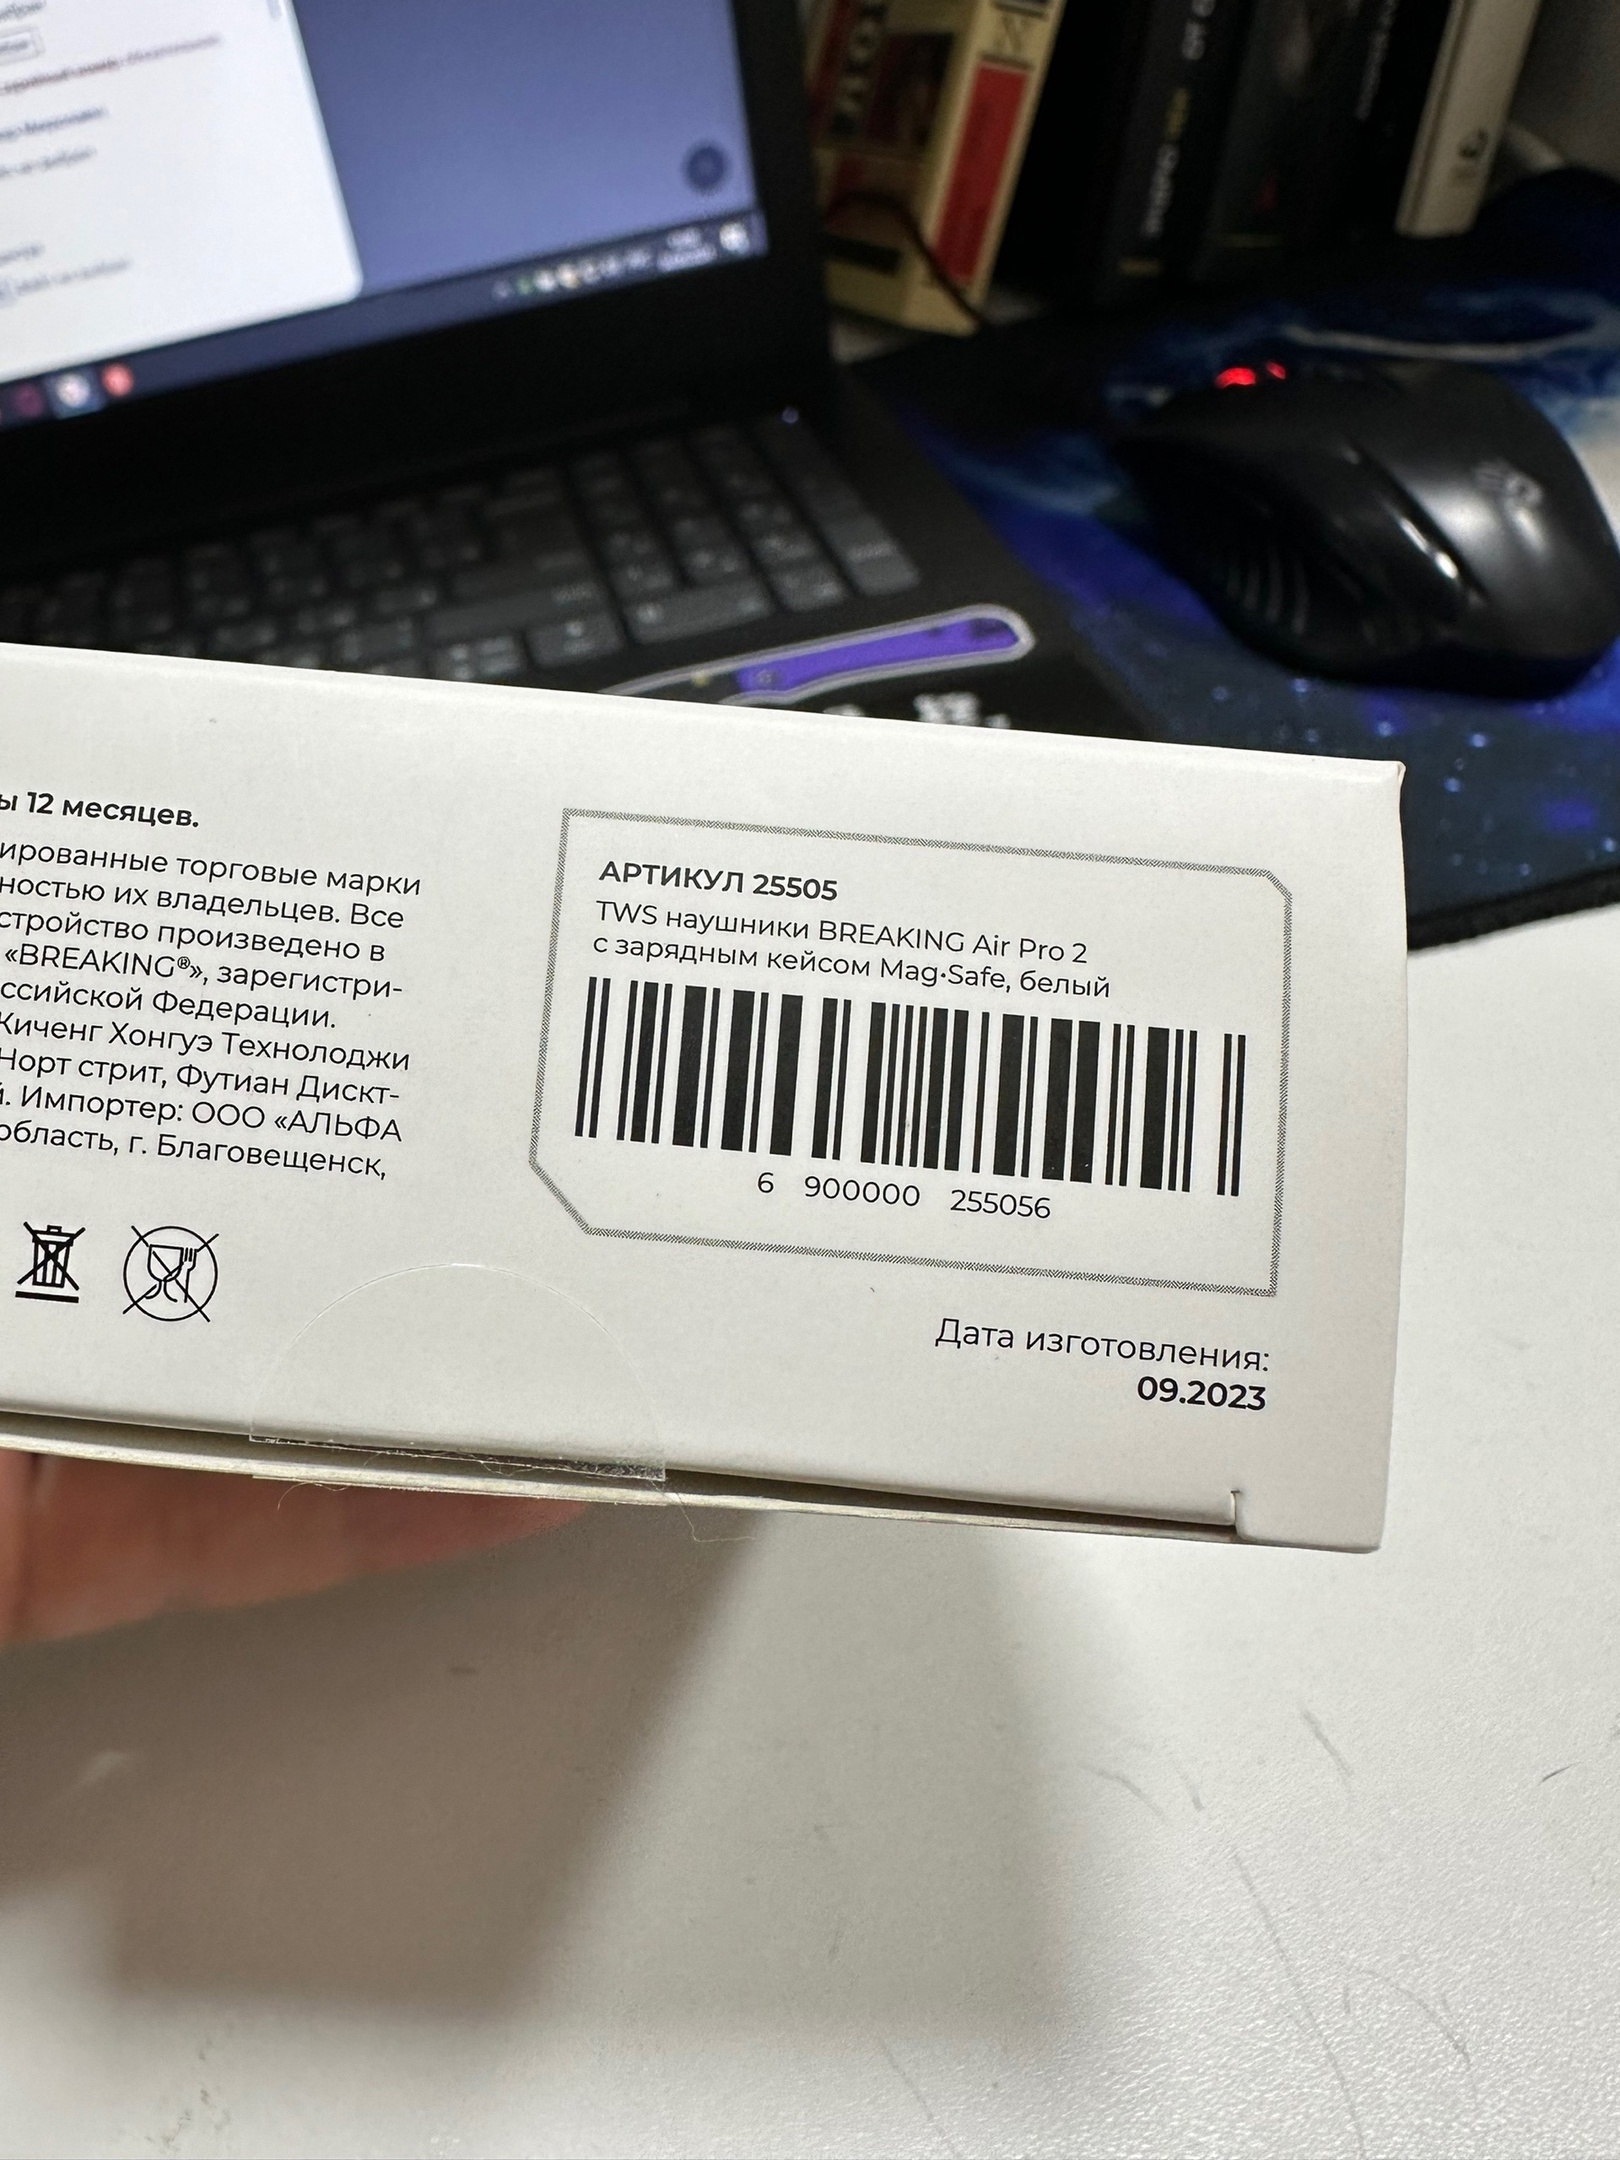 ы 12 месяцев.
ированные торговые марки
ностью их владельцев. Все
стройство произведено в
«BREAKING®», зарегистри-
ссийской Федерации.
Киченг Хонгуэ Технолоджи
Норт стрит, Футиан Дискт-
й. Импортер: ООО «АЛЬФА
область, г. Благовещенск,
АРТИКУЛ 25505
TWS наушники BREAKING Air Pro 2
с зарядным кейсом Mag•Safe, белый
6 900000 255056
Дата изготовления:
09.2023